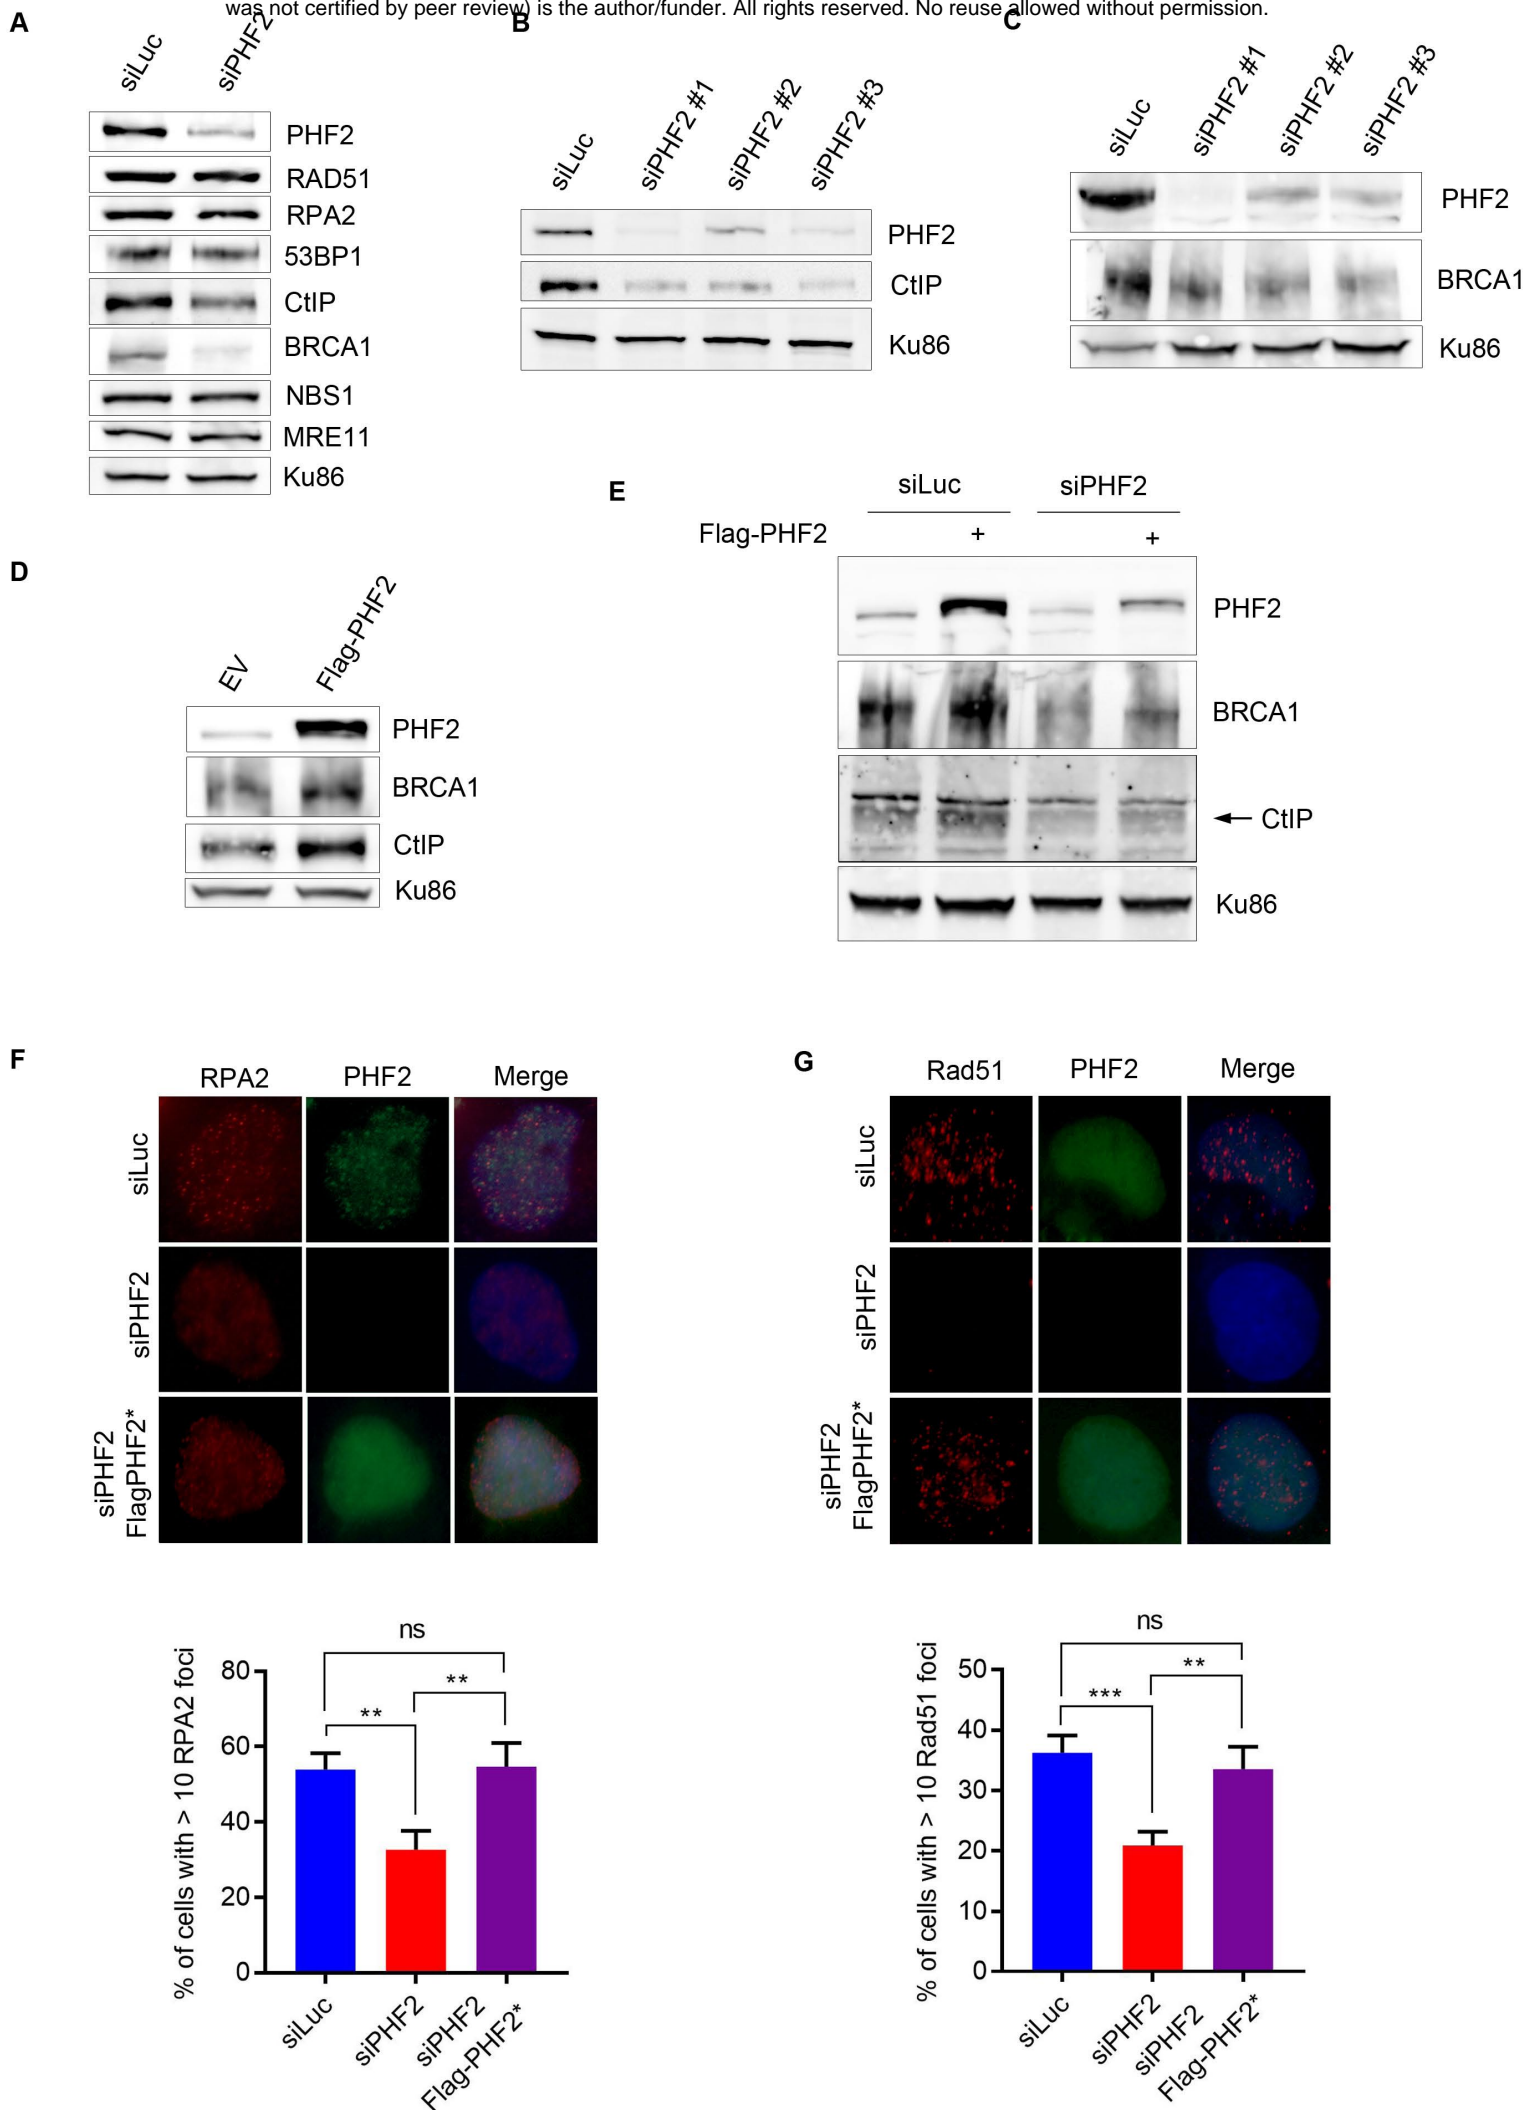 was not certified by peer review) is the author/funder. All rights reserved. No reuse allowed without permission.
A
siLuc
siPHF2
PHF2
RAD51
RPA2
53BP1
CtIP
BRCA1
NBS1
MRE11
Ku86
B
siLuc
siPHF2 #1
siPHF2 #2
siPHF2 #3
PHF2
CtIP
Ku86
C
siLuc
siPHF2 #1
siPHF2 #2
siPHF2 #3
PHF2
BRCA1
Ku86
D
EV
Flag-PHF2
PHF2
BRCA1
CtIP
Ku86
E
siLuc siPHF2
Flag-PHF2 + +
PHF2
BRCA1
CtIP
Ku86
F
RPA2 PHF2 Merge
siLuc
siPHF2
siPHF2
FlagPHF2*
% of cells with > 10 RPA2 foci
80
60
40
20
0
ns
**
**
siLuc
siPHF2
siPHF2
Flag-PHF2*
G
Rad51 PHF2 Merge
siLuc
siPHF2
siPHF2
FlagPHF2*
% of cells with > 10 Rad51 foci
50
40
30
20
10
0
ns
**
***
siLuc
siPHF2
siPHF2
Flag-PHF2*